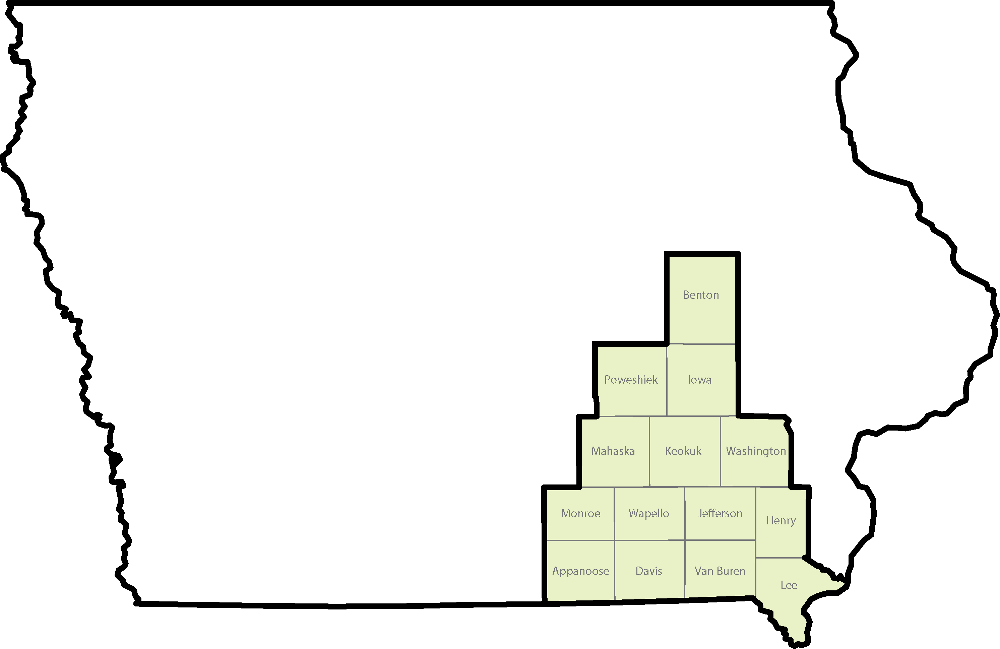 Benton
Poweshiek
Iowa
Mahaska
Keokuk
Washington
Monroe
Wapello
Jefferson
Henry
Appanoose
Davis
Van Buren
Lee